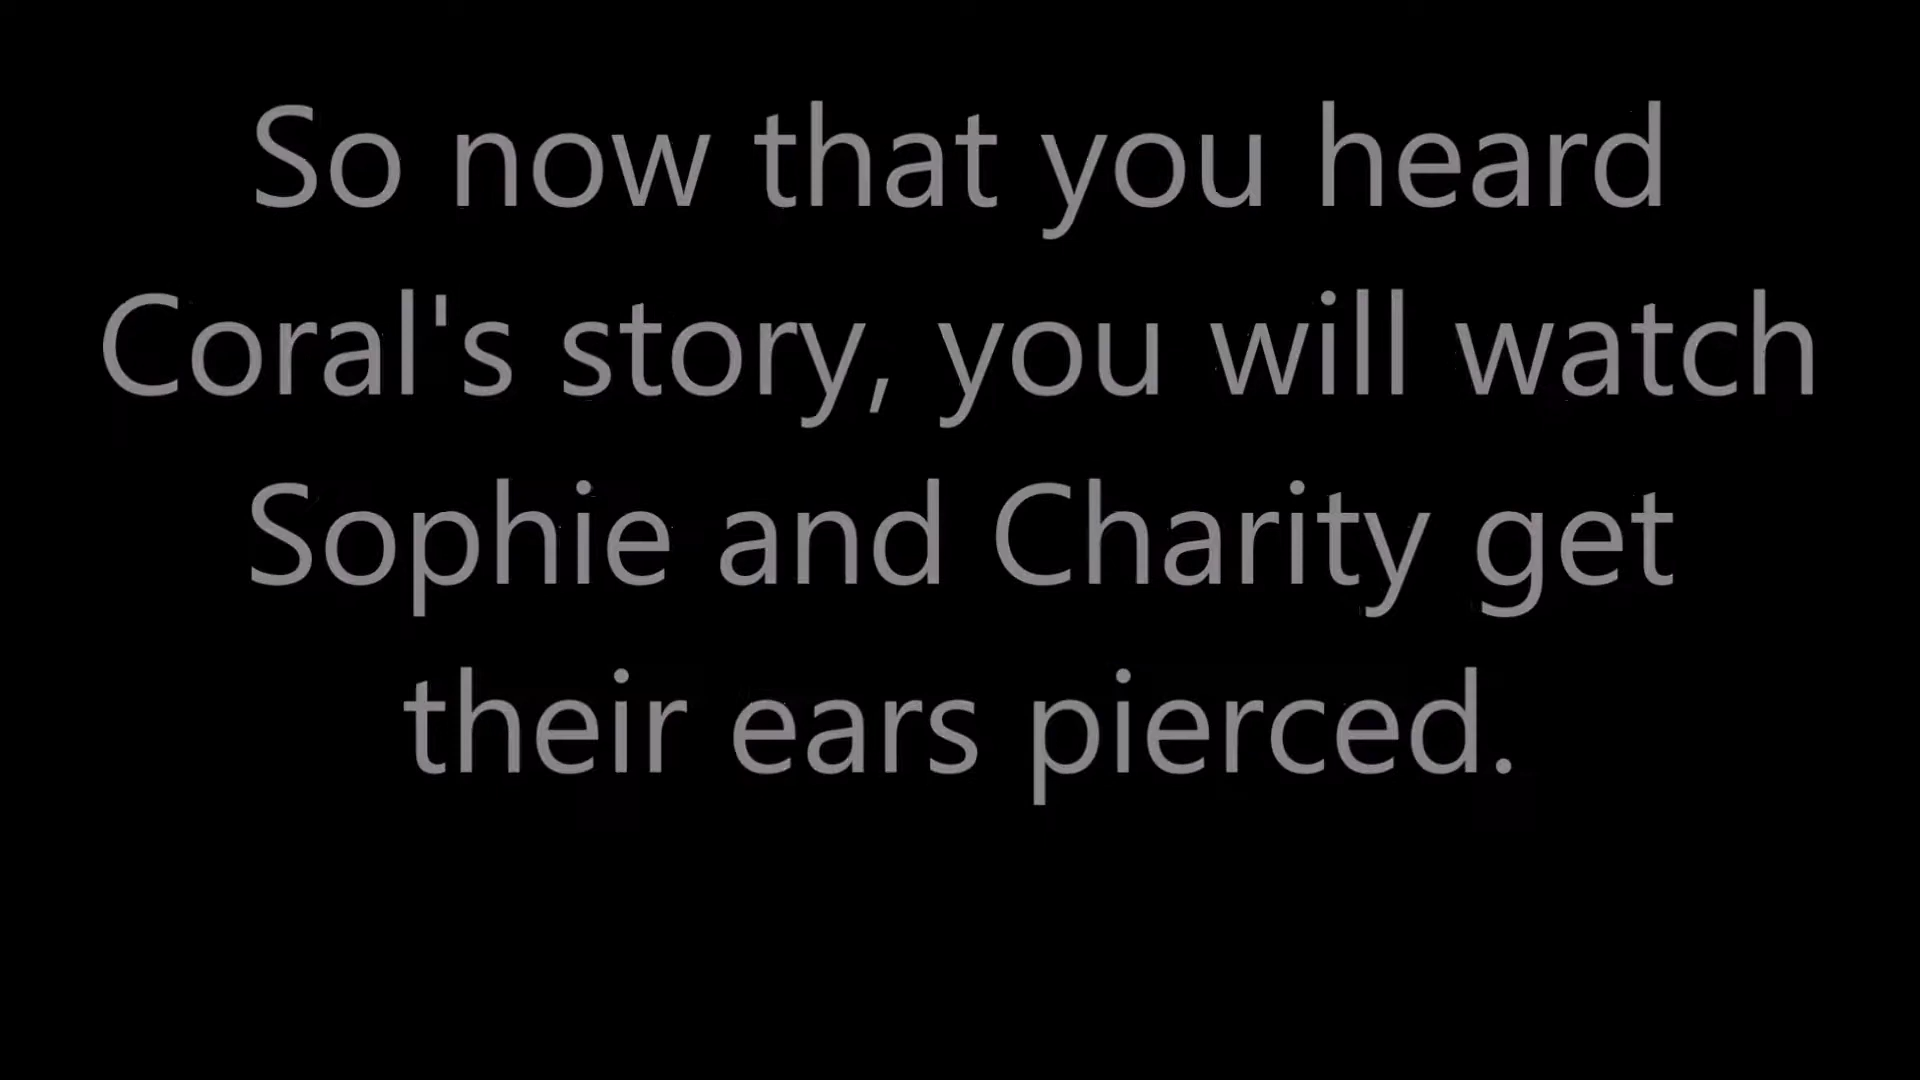 So now that you heard
Coral's story, you will watch
Sophie and Charity get
their ears pierced.